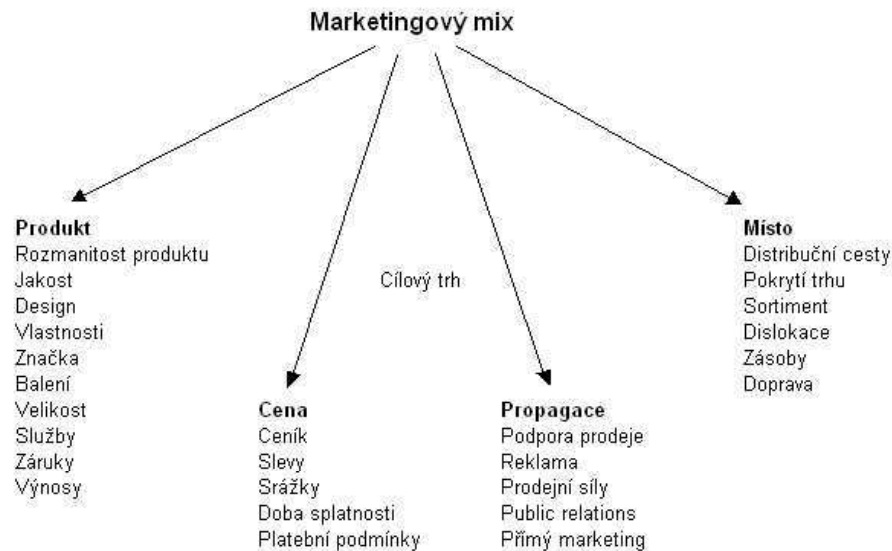 Marketingový mix
Produkt
Rozmanitost produktu
Jakost
Design
Vlastnosti
Značka
Balení
Velikost
Služby
Záruky
Výnosy
Cílový trh
Cena
Ceník
Slevy
Srážky
Doba splatnosti
Platební podmínky
Propagace
Podpora prodeje
Reklama
Prodejní síly
Public relations
Přímý marketing
Místo
Distribuční cesty
Pokrytí trhu
Sortiment
Dislokace
Zásoby
Doprava